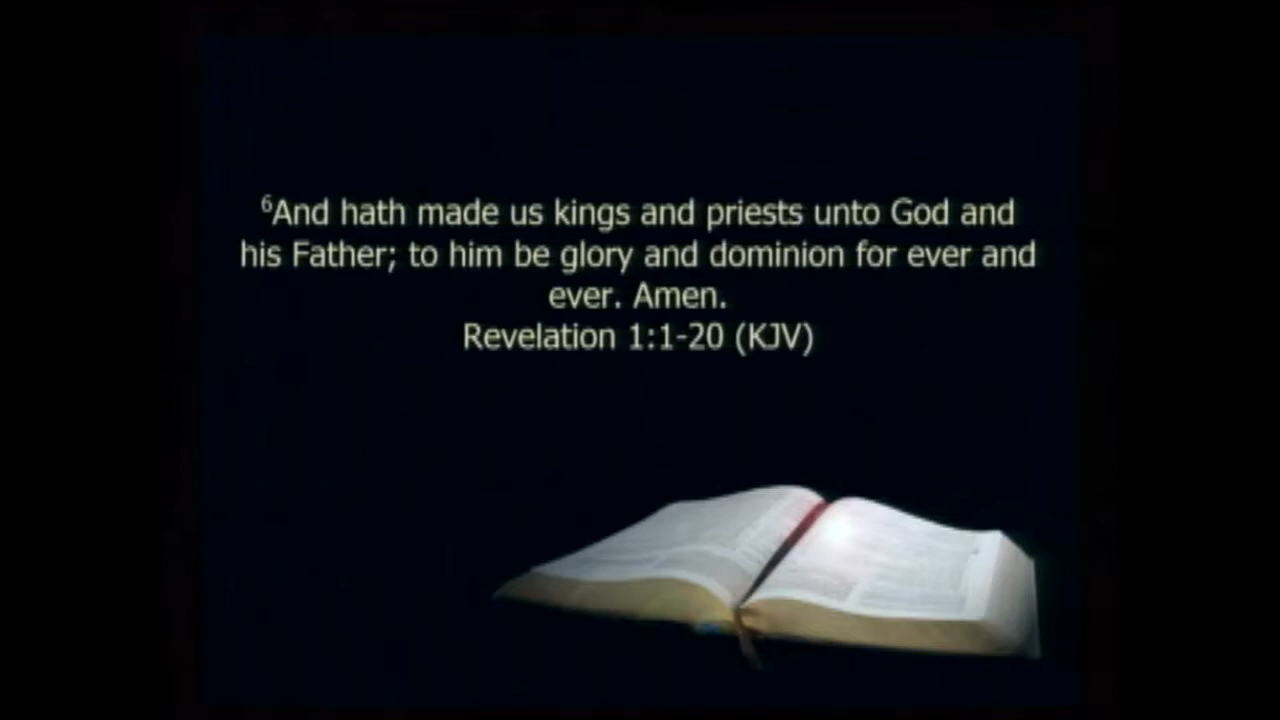 ⁶And hath made us kings and priests unto God and
his Father; to him be glory and dominion for ever and
ever. Amen.
Revelation 1:1-20 (KJV)